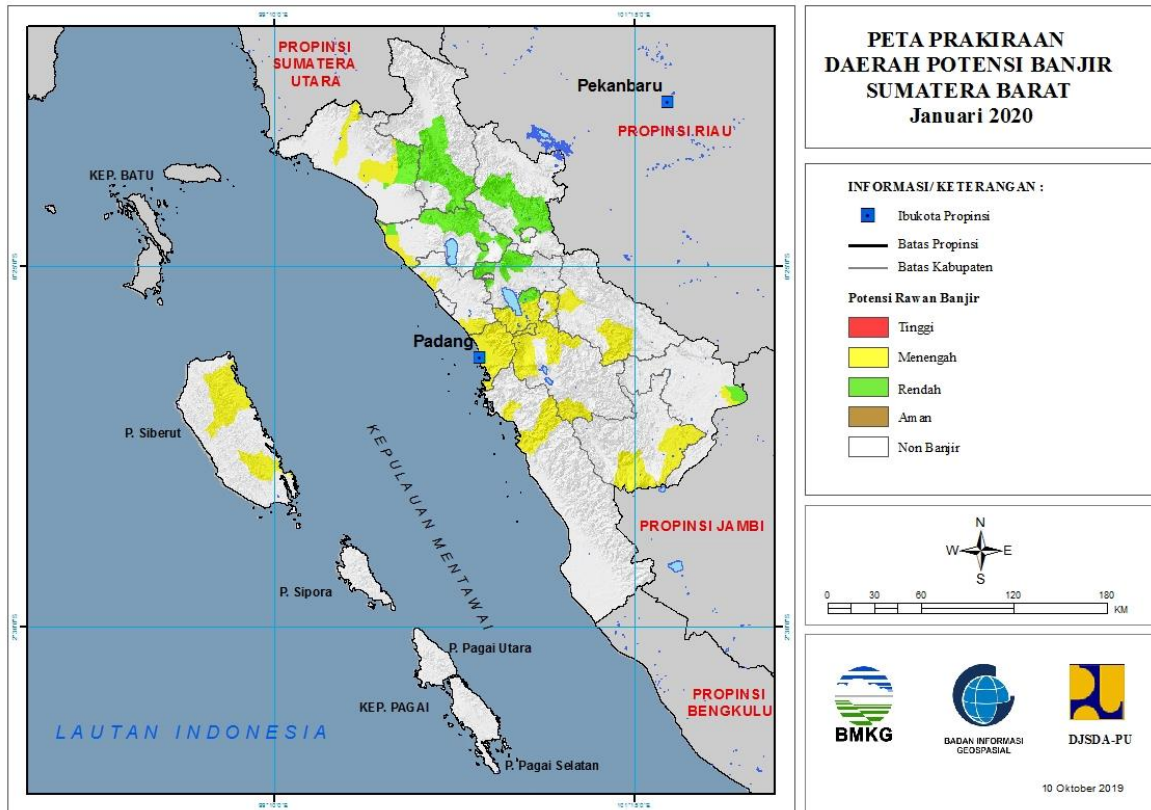 PETA PRAKIRAAN
DAERAH POTENSI BANJIR
SUMATERA BARAT
Januari 2020
INFORMASI/ KETERANGAN :
Ibukota Propinsi
Batas Propinsi
Batas Kabupaten
Potensi Rawan Banjir
Tinggi
Menengah
Rendah
Aman
Non Banjir
N
W E
S
0 30 60 120 180
KM
BMKG
BADAN INFORMASI
GEOSPASIAL
DJSDA-PU
10 Oktober 2019
PROPINSI
SUMATERA
UTARA
Pekanbaru
PROPINSI RIAU
KEP. BATU
Padang
P. Siberut
KEPULAUAN MENTAWAI
PROPINSI JAMBI
P. Sipora
P. Pagai Utara
KEP. PAGAI
PROPINSI
BENGKULU
LAUTAN INDONESIA
P. Pagai Selatan